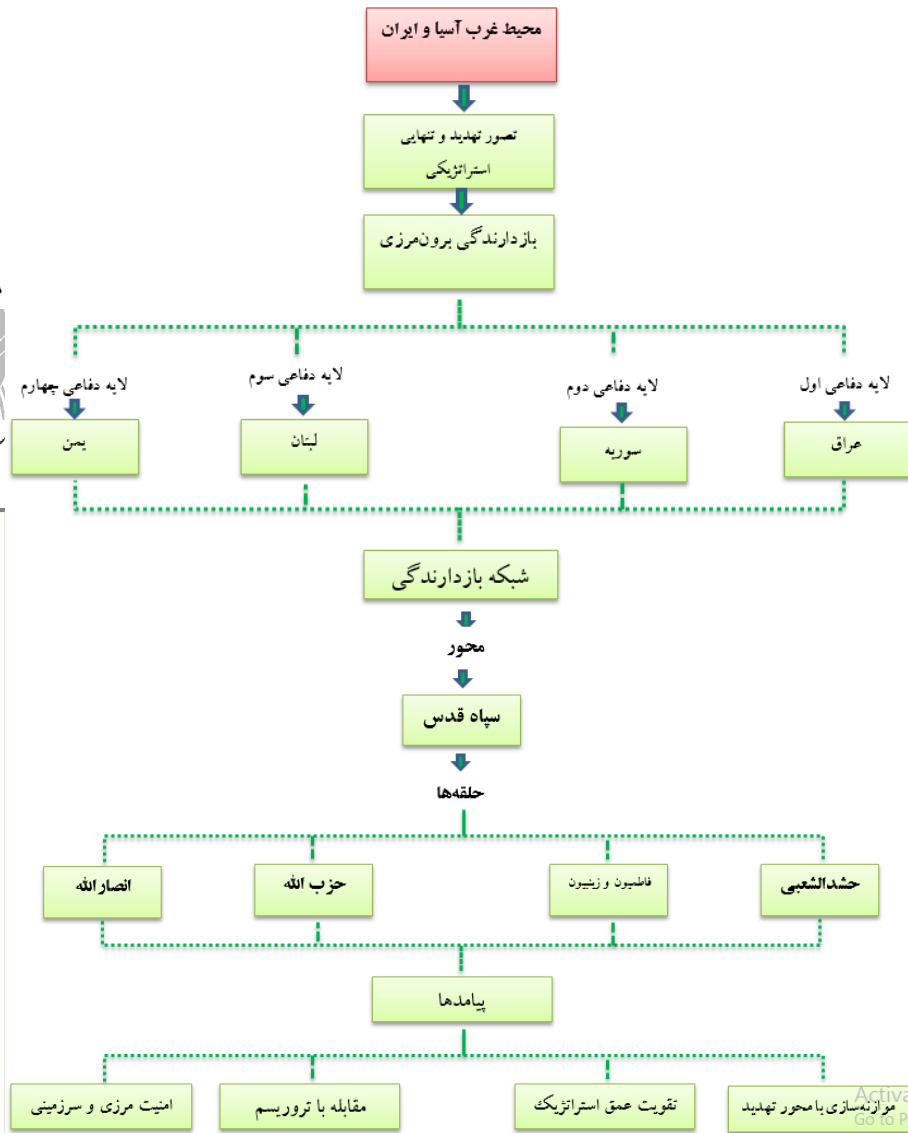 محیط غرب آسیا و ایران
تصور تهدید و تنهایی
استراتژیکی
بازدارندگی برون‌مرزی
لایه دفاعی اول
لایه دفاعی دوم
لایه دفاعی سوم
لایه دفاعی چهارم
عراق
سوریه
لبنان
یمن
شبکه بازدارندگی
محور
سپاه قدس
حلقه‌ها
حشدالشعبی
فاطمیون و زینبیون
حزب الله
انصارالله
پیامدها
موازنه‌سازی با محور تهدید
تقویت عمق استراتژیک
مقابله با تروریسم
امنیت مرزی و سرزمینی
Go to P